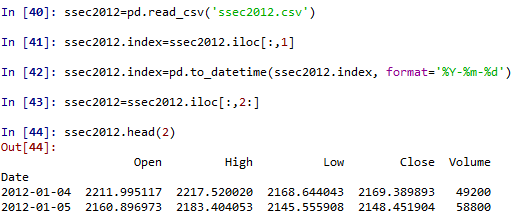 In [40]: ssec2012=pd.read_csv('ssec2012.csv')
In [41]: ssec2012.index=ssec2012.iloc[:,1]
In [42]: ssec2012.index=pd.to_datetime(ssec2012.index, format='%Y-%m-%d')
In [43]: ssec2012=ssec2012.iloc[:,2:]
In [44]: ssec2012.head(2)
Out[44]:
Open High Low Close Volume
Date
2012-01-04 2211.995117 2217.520020 2168.644043 2169.389893 49200
2012-01-05 2160.896973 2183.404053 2145.555908 2148.451904 58800